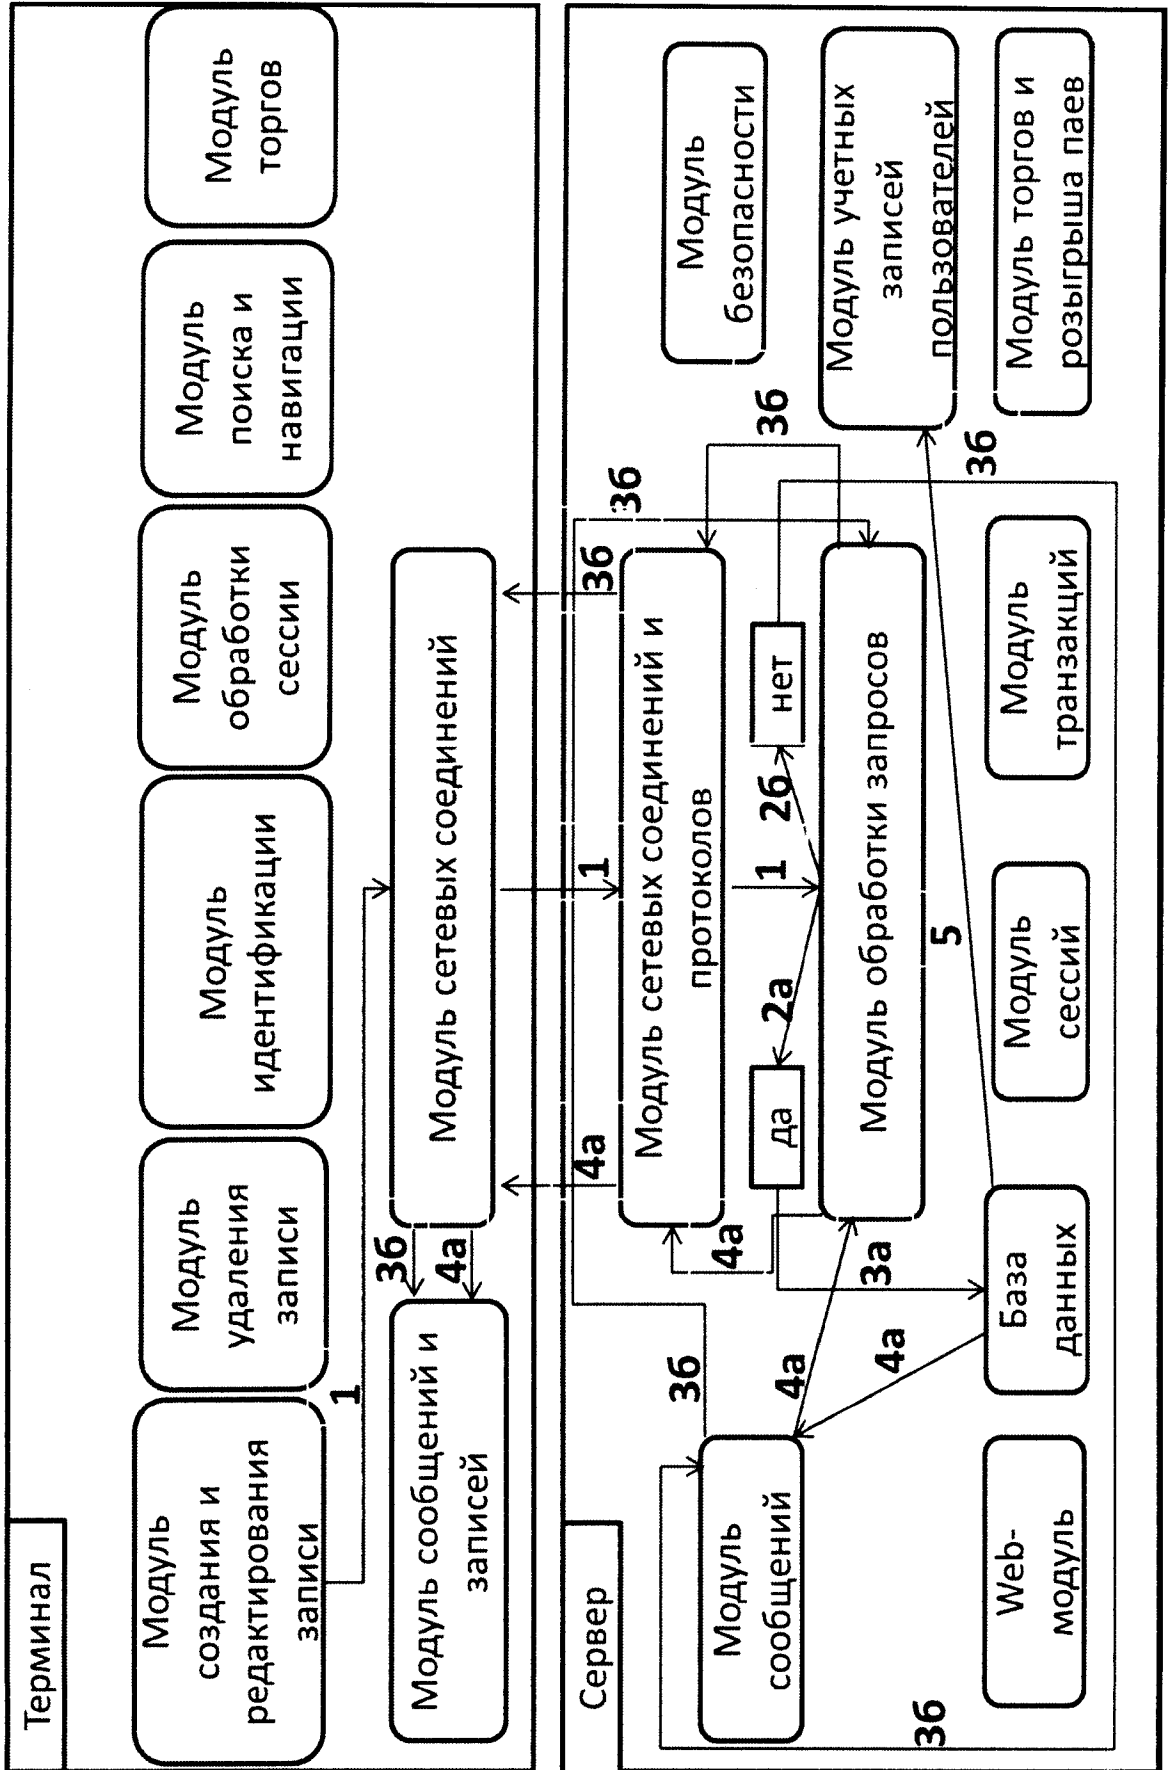 Терминал
Модуль
создания и
редактирования
записи
Модуль
удаления
записи
Модуль
идентификации
Модуль
обработки
сессии
Модуль
поиска и
навигации
Модуль
торгов
1
Модуль сообщений и
записей
3б
4а
Модуль сетевых соединений
4а
1
3б
3б
Сервер
Модуль
сообщений
3б
4а
Модуль сетевых соединений и
протоколов
3б
Модуль
безопасности
да
2а
1
2б
нет
4а
3а
4а
Модуль обработки запросов
5
3б
Модуль учетных
записей
пользователей
3б
Web-
модуль
База
данных
Модуль
сессий
Модуль
транзакций
Модуль торгов и
розыгрыша паев